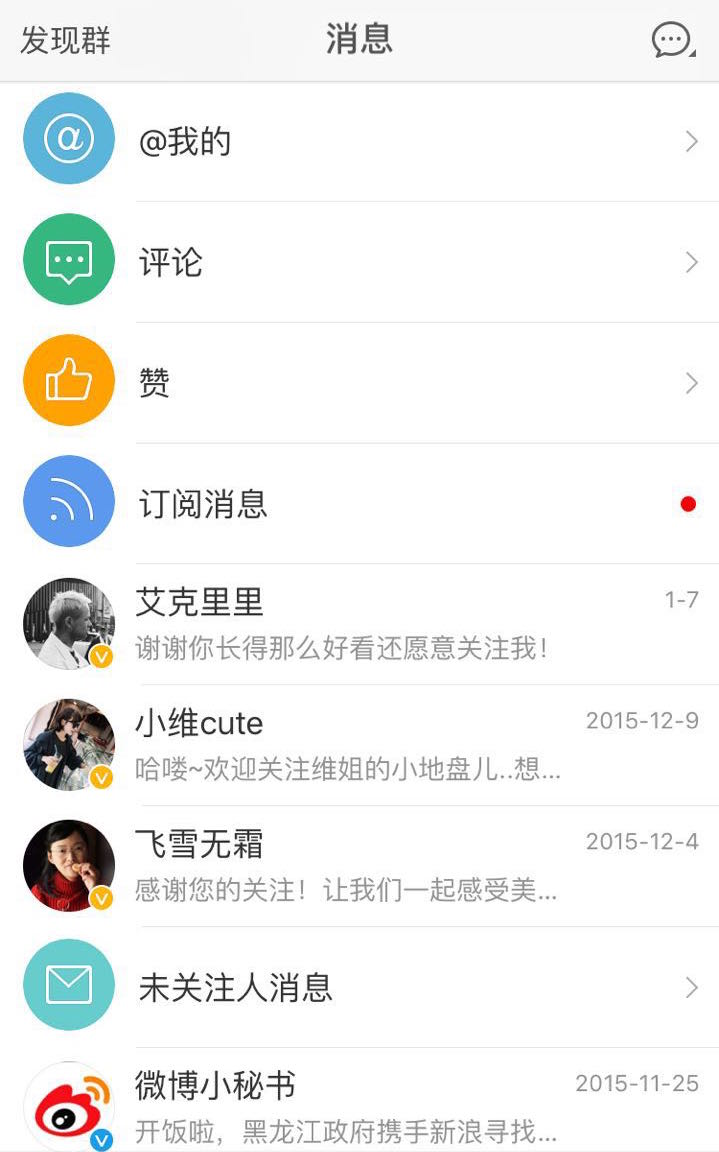 发现群
消息
@我的
评论
赞
订阅消息
艾克里里
1-7
谢谢你长得那么好看还愿意关注我！
小维cute
2015-12-9
哈喽~欢迎关注维姐的小地盘儿..想...
飞雪无霜
2015-12-4
感谢您的关注！让我们一起感受美...
未关注人消息
微博小秘书
2015-11-25
开饭啦，黑龙江政府携手新浪寻找...